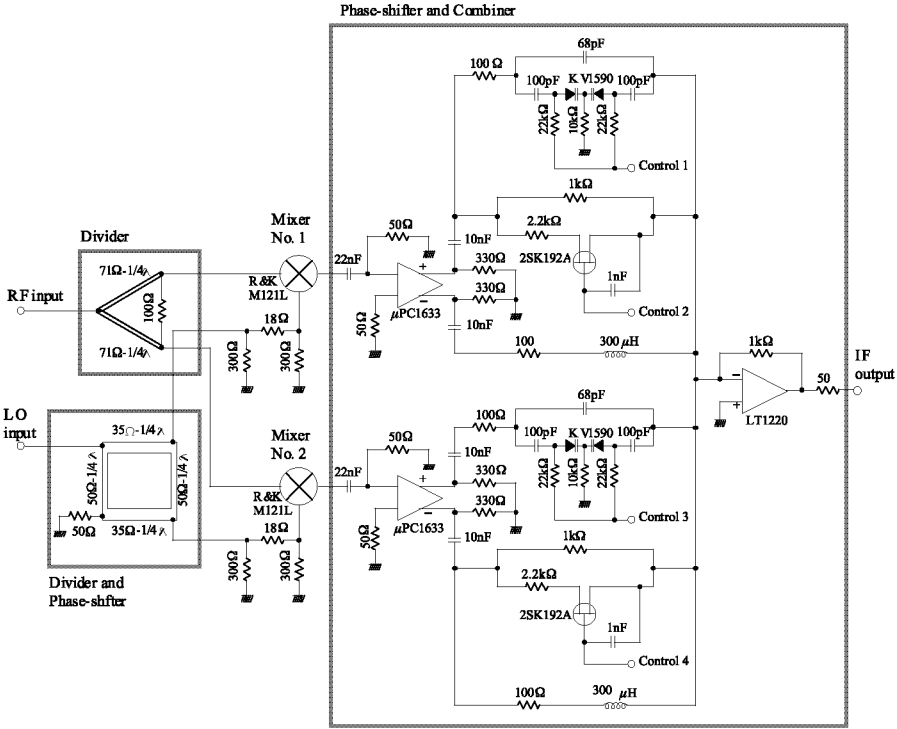 Phase-shifter and Combiner
68pF
100 Ω
100pF
K V1590
100pF
22kΩ
10kΩ
22kΩ
Control 1
1kΩ
2.2kΩ
2SK192A
1nF
Control 2
Mixer
No. 1
R&K
M121L
22nF
50Ω
+
−
μPC1633
50Ω
10nF
330Ω
330Ω
10nF
100
300 μH
Divider
71Ω-1/4λ
100Ω
71Ω-1/4λ
RF input
18Ω
300Ω
300Ω
LO
input
35Ω-1/4 λ
50Ω-1/4 λ
50Ω-1/4 λ
50Ω
35Ω-1/4 λ
Divider and
Phase-shfter
Mixer
No. 2
R&K
M121L
18Ω
300Ω
300Ω
22nF
50Ω
+
−
μPC1633
50Ω
10nF
330Ω
330Ω
10nF
68pF
100Ω
100pF
K V1590
100pF
22kΩ
10kΩ
22kΩ
Control 3
1kΩ
2.2kΩ
2SK192A
1nF
Control 4
100Ω
300 μH
1kΩ
−
+
LT1220
50
IF
output